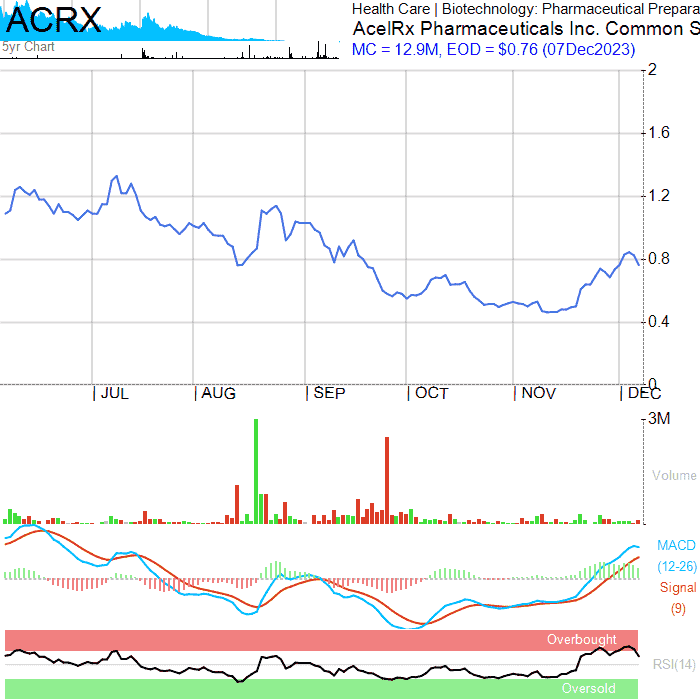 ACRX
Health Care | Biotechnology: Pharmaceutical Prepara
AcelRx Pharmaceuticals Inc. Common S
5yr Chart
MC = 12.9M, EOD = $0.76 (07Dec2023)
2
1.6
1.2
0.8
0.4
0
JUL AUG SEP OCT NOV DEC
3M
Volume
MACD
(12-26)
Signal
(9)
Overbought
RSI(14)
Oversold